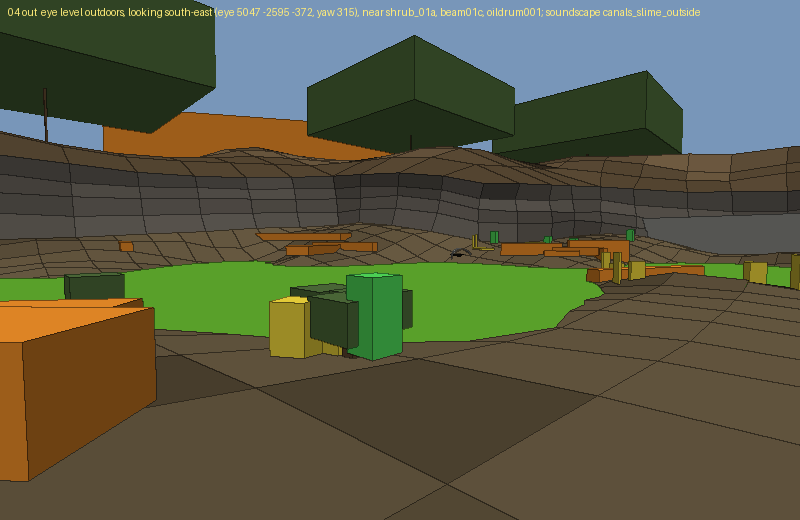 04 out eye level outdoors, looking south-east (eye 5047 -2595 -372, yaw 315), near shrub_01a, beam01c, oildrum001; soundscape canals_slime_outside